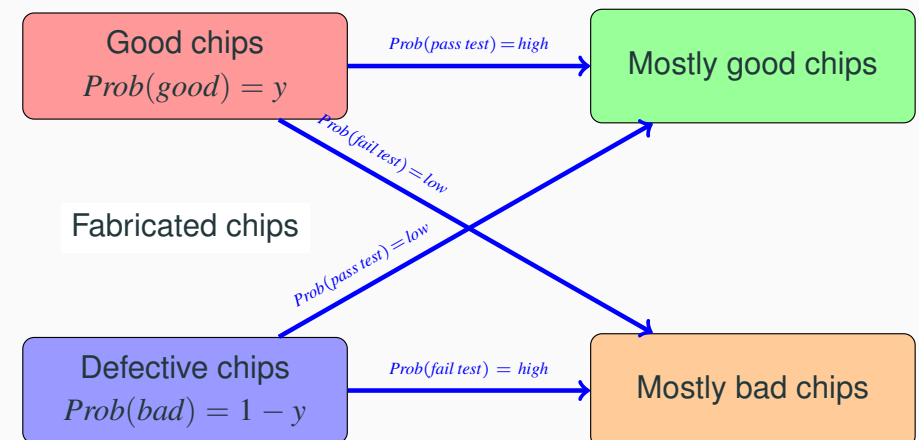 Good chips
Prob(good) = y
Prob(pass test) = high
Mostly good chips
Prob(fail test) = low
Fabricated chips
Prob(pass test) = low
Defective chips
Prob(bad) = 1 − y
Prob(fail test) = high
Mostly bad chips